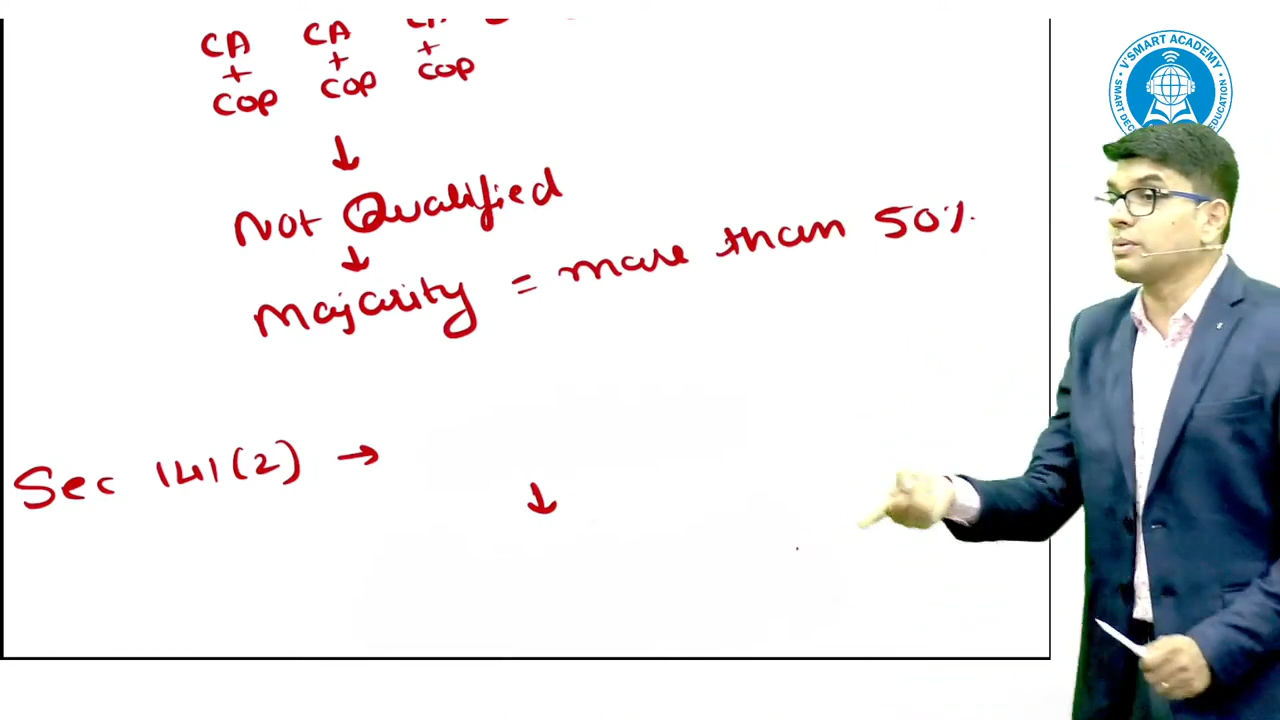 CA CA
+ + +
COP COP COP
Not Qualified
Majority = more than 50%
Sec 141(2) →
V'SMART ACADEMY